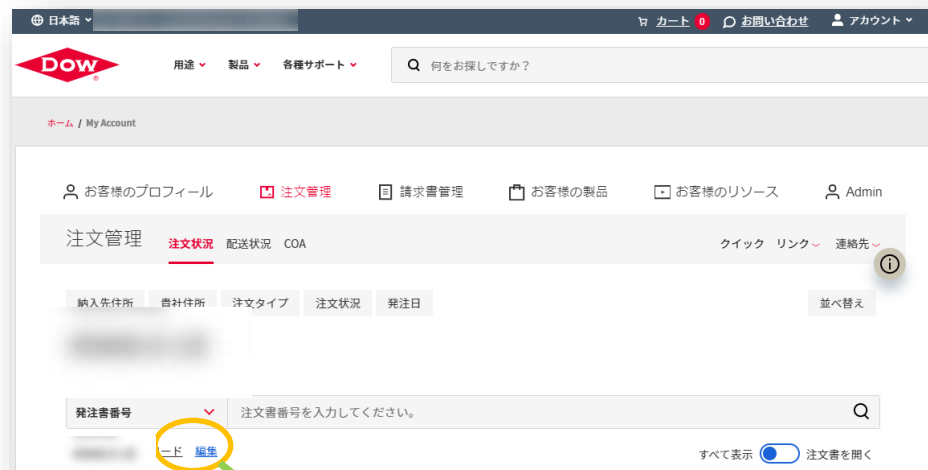 日本語
カート 0 お問い合わせ アカウント
DOW
®
用途 製品 各種サポート 何をお探しですか？
ホーム / My Account
お客様のプロフィール 注文管理 請求書管理 お客様の製品 お客様のリソース Admin
注文管理 注文状況 配送状況 COA クイック リンク 連絡先
納入先住所 貴社住所 注文タイプ 注文状況 発注日 並べ替え
発注書番号 注文書番号を入力してください。
ード 編集 すべて表示 注文書を開く